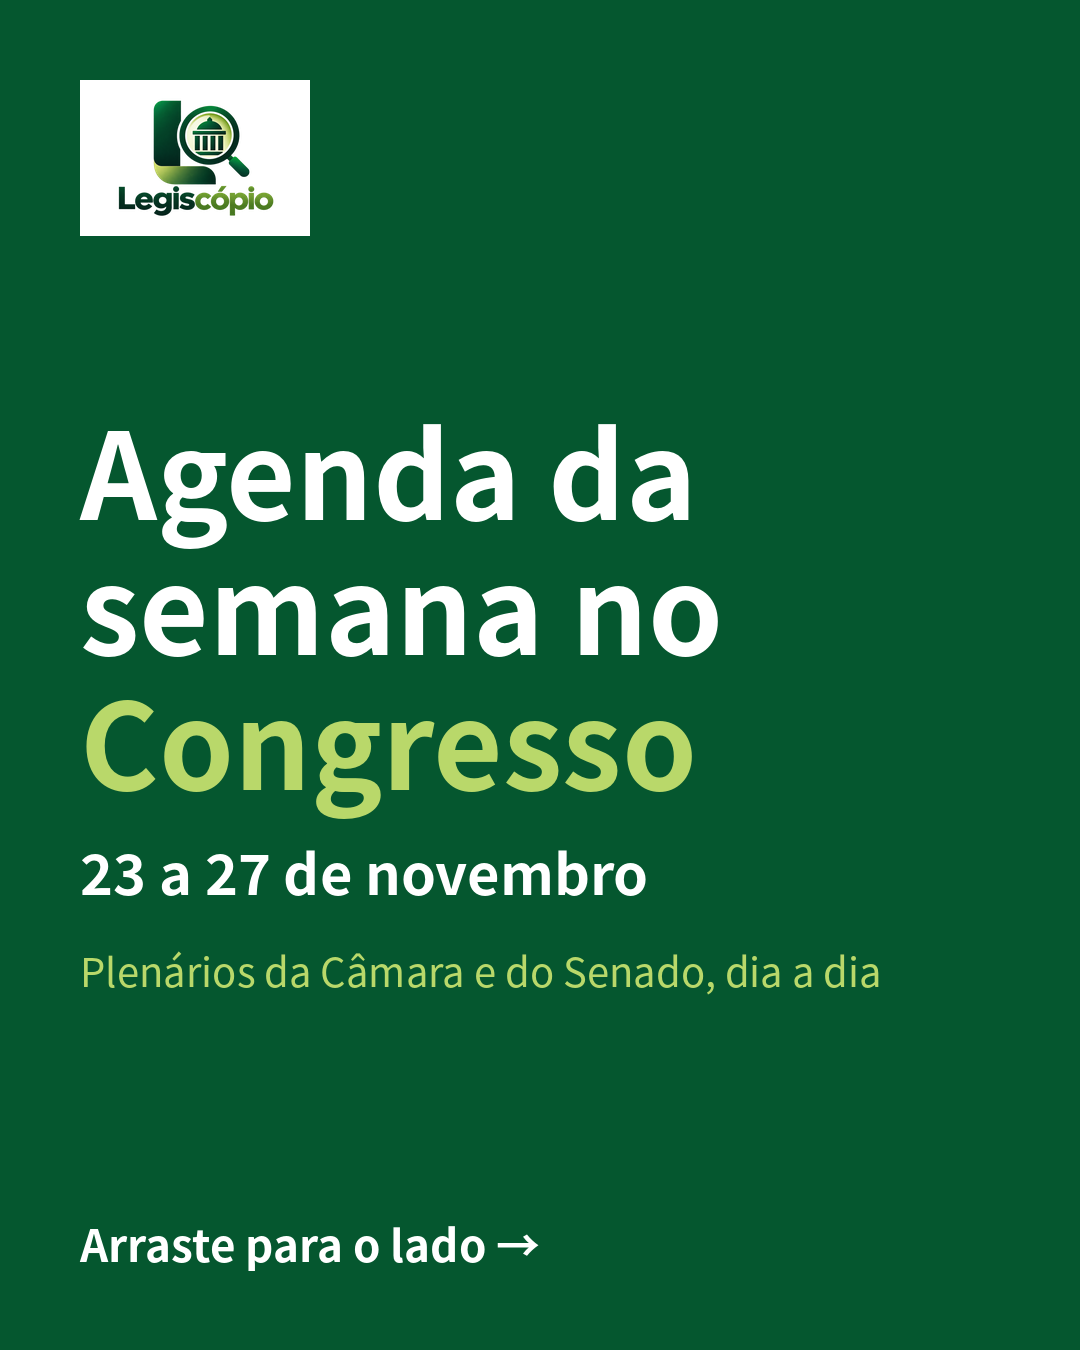 Legiscópio
Agenda da
semana no
Congresso
23 a 27 de novembro
Plenários da Câmara e do Senado, dia a dia
Arraste para o lado →